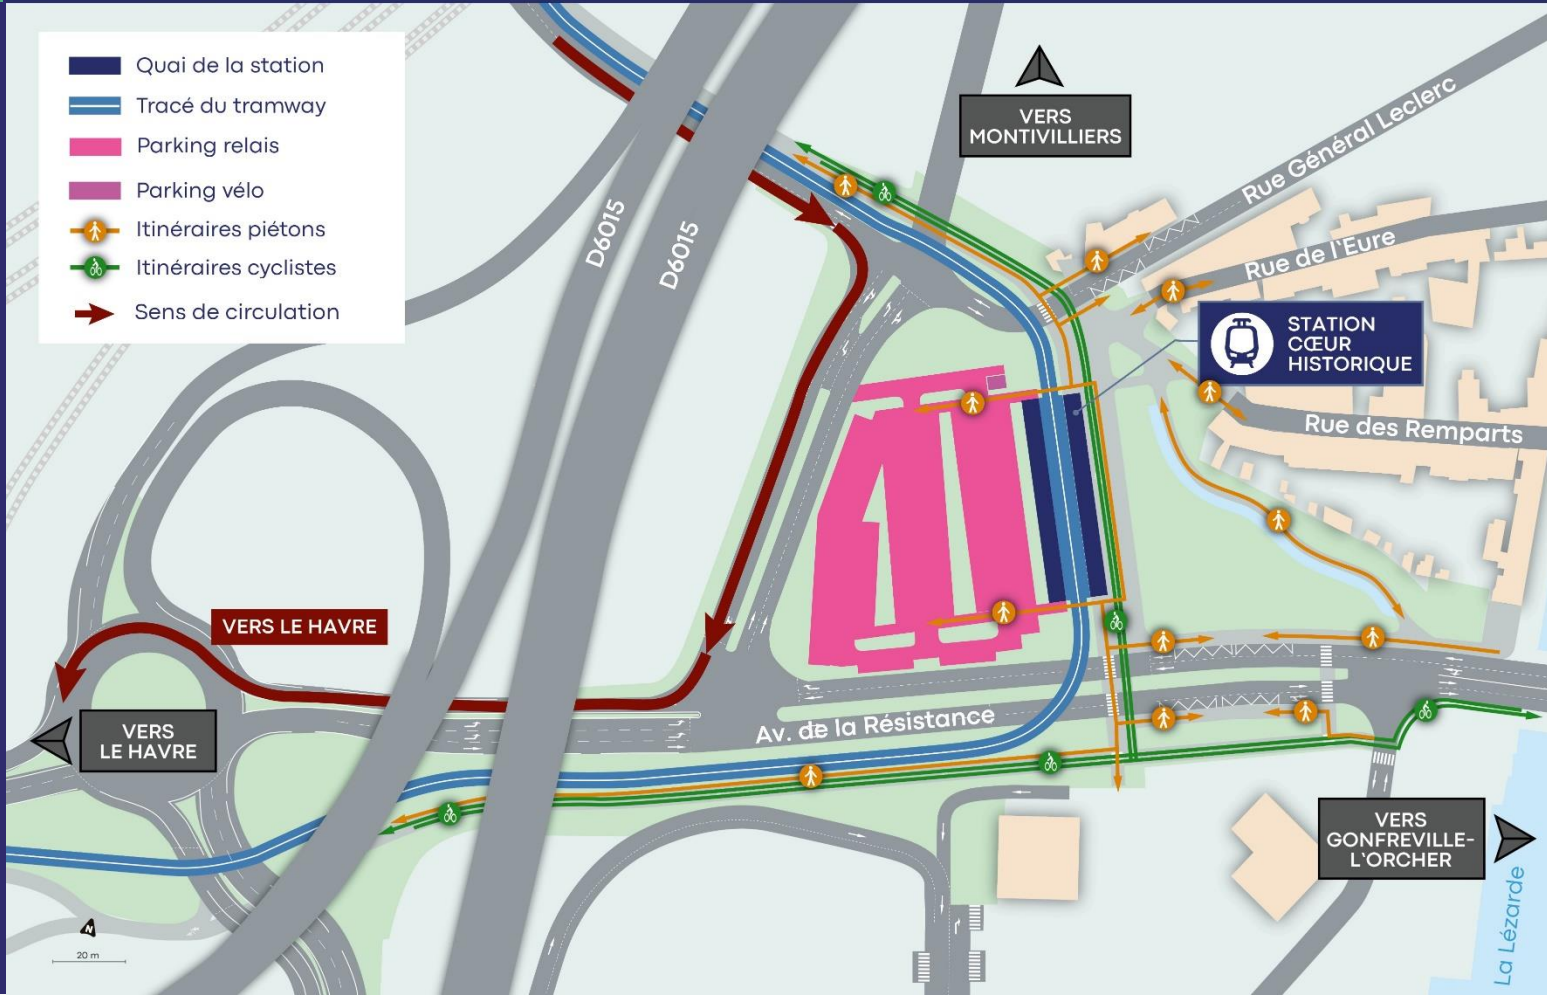 Quai de la station
Tracé du tramway
Parking relais
Parking vélo
Itinéraires piétons
Itinéraires cyclistes
Sens de circulation
VERS
MONTIVILLIERS
Rue Général Leclerc
D6015
D6015
Rue de l'Eure
STATION
CŒUR
HISTORIQUE
Rue des Remparts
VERS LE HAVRE
VERS
LE HAVRE
Av. de la Résistance
VERS
GONFREVILLE-
L'ORCHER
La Lézarde
N
20 m